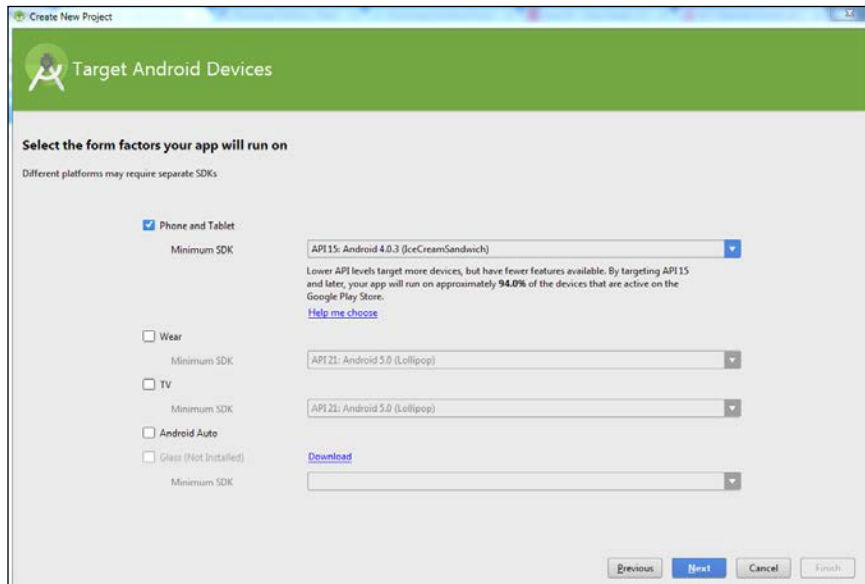 Create New Project
Target Android Devices
Select the form factors your app will run on
Different platforms may require separate SDKs
Phone and Tablet
Minimum SDK
API 15: Android 4.0.3 (IceCreamSandwich)
Lower API levels target more devices, but have fewer features available. By targeting API 15
and later, your app will run on approximately 94.0% of the devices that are active on the
Google Play Store.
Help me choose
Wear
Minimum SDK
API 21: Android 5.0 (Lollipop)
TV
Minimum SDK
API 21: Android 5.0 (Lollipop)
Android Auto
Glass (Not Installed)
Download
Minimum SDK
Previous
Next
Cancel
Finish